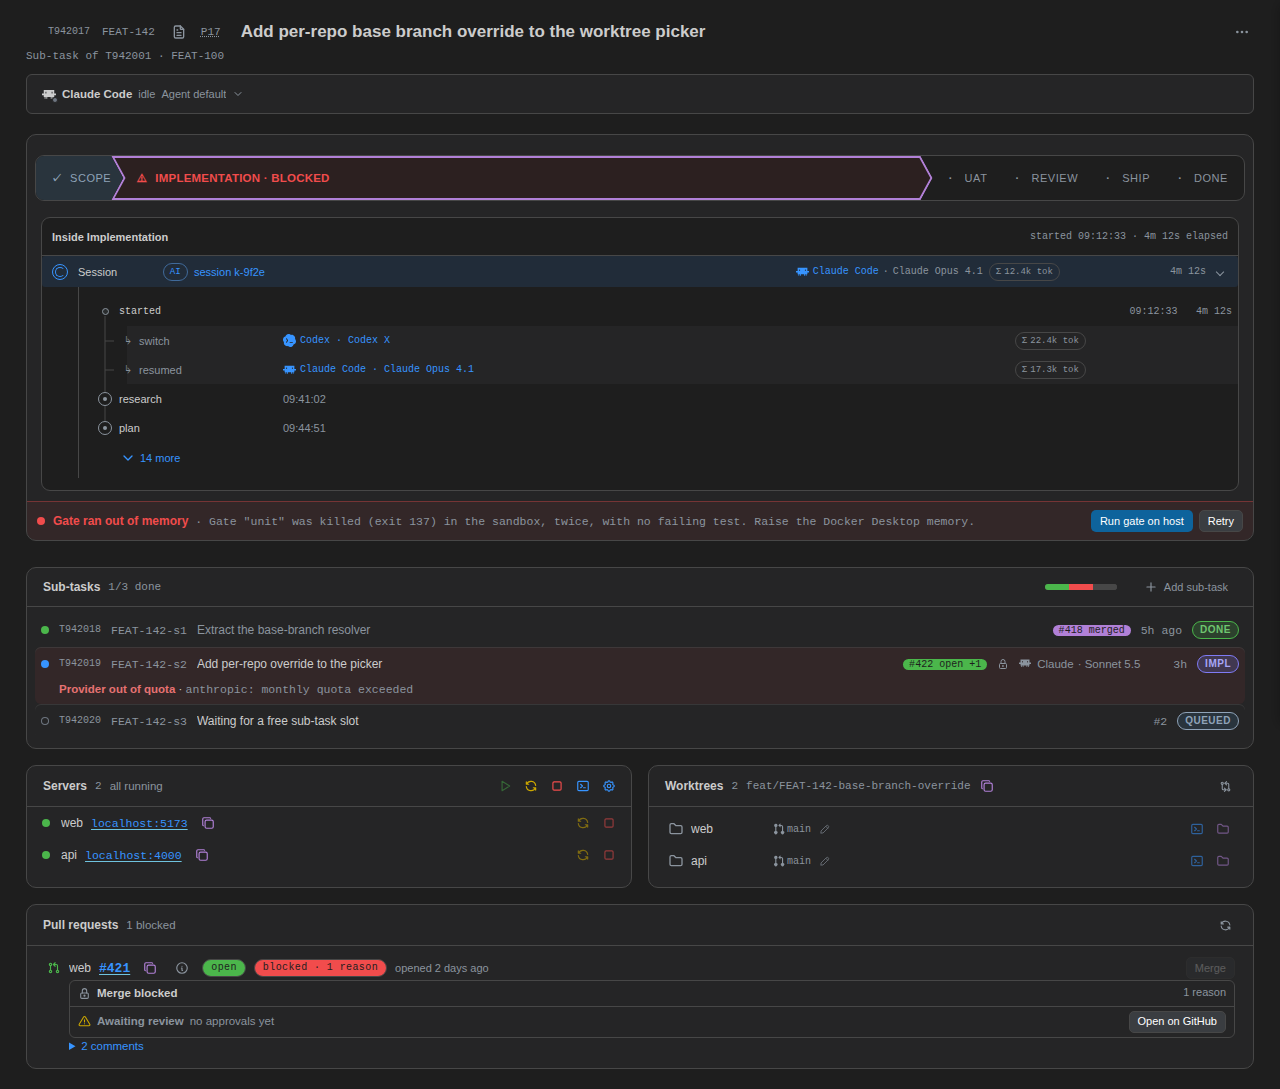 T942017 FEAT-142 P17 Add per-repo base branch override to the worktree picker
Sub-task of T942001 · FEAT-100
Claude Code idle Agent default
SCOPE IMPLEMENTATION · BLOCKED · UAT · REVIEW · SHIP · DONE
Inside Implementation started 09:12:33 · 4m 12s elapsed
Session AI session k-9f2e Claude Code · Claude Opus 4.1 Σ 12.4k tok 4m 12s
started 09:12:33 4m 12s
↳ switch Codex · Codex X Σ 22.4k tok
↳ resumed Claude Code · Claude Opus 4.1 Σ 17.3k tok
research 09:41:02
plan 09:44:51
14 more
Gate ran out of memory · Gate "unit" was killed (exit 137) in the sandbox, twice, with no failing test. Raise the Docker Desktop memory. Run gate on host Retry
Sub-tasks 1/3 done Add sub-task
T942018 FEAT-142-s1 Extract the base-branch resolver #418 merged 5h ago DONE
T942019 FEAT-142-s2 Add per-repo override to the picker #422 open +1 Claude · Sonnet 5.5 3h IMPL
Provider out of quota · anthropic: monthly quota exceeded
T942020 FEAT-142-s3 Waiting for a free sub-task slot #2 QUEUED
Servers 2 all running
web localhost:5173
api localhost:4000
Worktrees 2 feat/FEAT-142-base-branch-override
web main
api main
Pull requests 1 blocked
web #421 open blocked · 1 reason opened 2 days ago Merge
Merge blocked 1 reason
Awaiting review no approvals yet Open on GitHub
2 comments